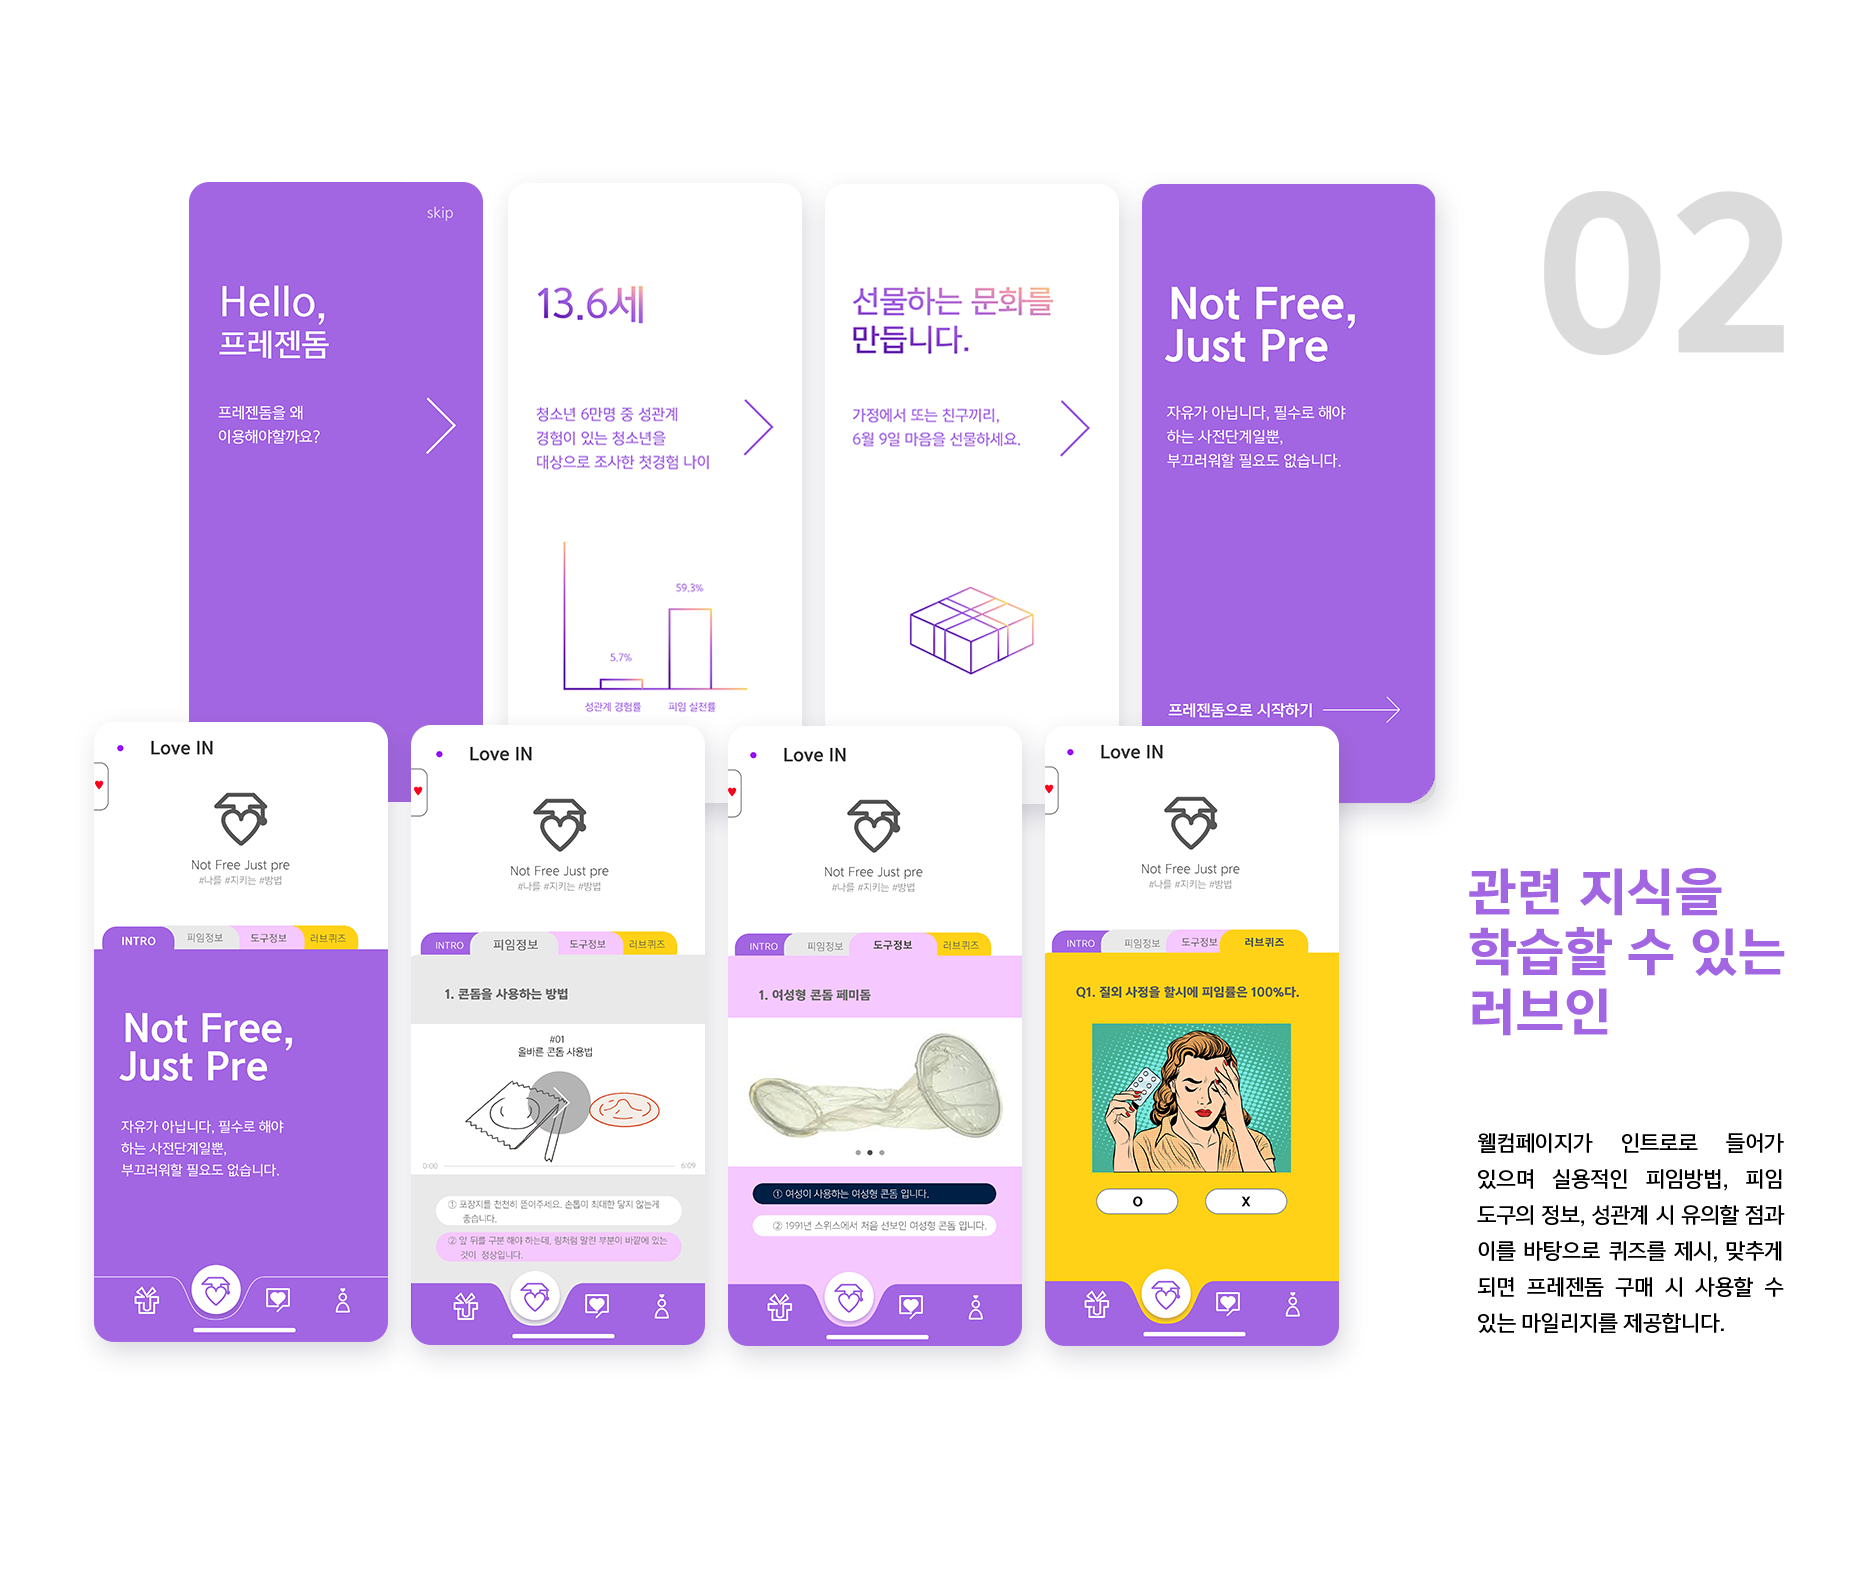 02
skip
Hello,
프레젠돔
프레젠돔을 왜
이용해야할까요?
13.6세
청소년 6만명 중 성관계
경험이 있는 청소년을
대상으로 조사한 첫경험 나이
59.3%
5.7%
성관계 경험률
피임 실천률
선물하는 문화를
만듭니다.
가정에서 또는 친구끼리,
6월 9일 마음을 선물하세요.
Not Free,
Just Pre
자유가 아닙니다, 필수로 해야
하는 사전단계일뿐,
부끄러워할 필요도 없습니다.
프레젠돔으로 시작하기
Love IN
Not Free Just pre
#나를 #지키는 #방법
INTRO
피임정보
도구정보
러브퀴즈
Not Free,
Just Pre
자유가 아닙니다, 필수로 해야
하는 사전단계일뿐,
부끄러워할 필요도 없습니다.
Love IN
Not Free Just pre
#나를 #지키는 #방법
INTRO
피임정보
도구정보
러브퀴즈
1. 콘돔을 사용하는 방법
#01
올바른 콘돔 사용법
0:00
6:09
① 포장지를 천천히 뜯어주세요. 손톱이 최대한 닿지 않는게
좋습니다.
② 앞 뒤를 구분 해야 하는데, 링처럼 말린 부분이 바깥에 있는
것이 정상입니다.
Love IN
Not Free Just pre
#나를 #지키는 #방법
INTRO
피임정보
도구정보
러브퀴즈
1. 여성형 콘돔 페미돔
① 여성이 사용하는 여성형 콘돔 입니다.
② 1991년 스위스에서 처음 선보인 여성형 콘돔 입니다.
Love IN
Not Free Just pre
#나를 #지키는 #방법
INTRO
피임정보
도구정보
러브퀴즈
Q1. 질외 사정을 할시에 피임률은 100%다.
O
X
관련 지식을
학습할 수 있는
러브인
웰컴페이지가 인트로로 들어가
있으며 실용적인 피임방법, 피임
도구의 정보, 성관계 시 유의할 점과
이를 바탕으로 퀴즈를 제시, 맞추게
되면 프레젠돔 구매 시 사용할 수
있는 마일리지를 제공합니다.